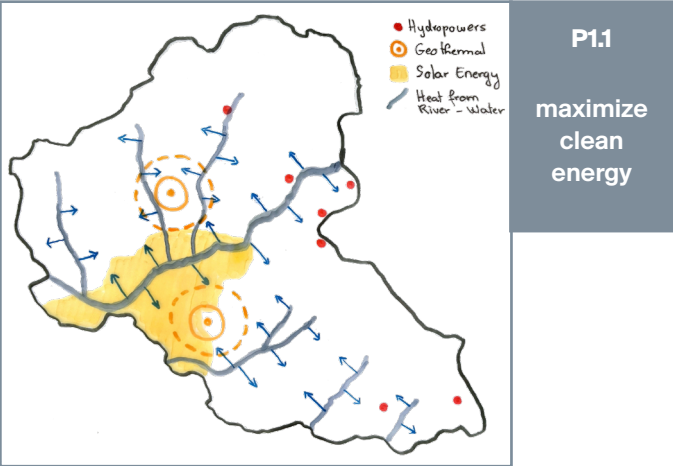 Hydropowers
Geothermal
Solar Energy
Heat from
River-Water
P1.1
maximize
clean
energy